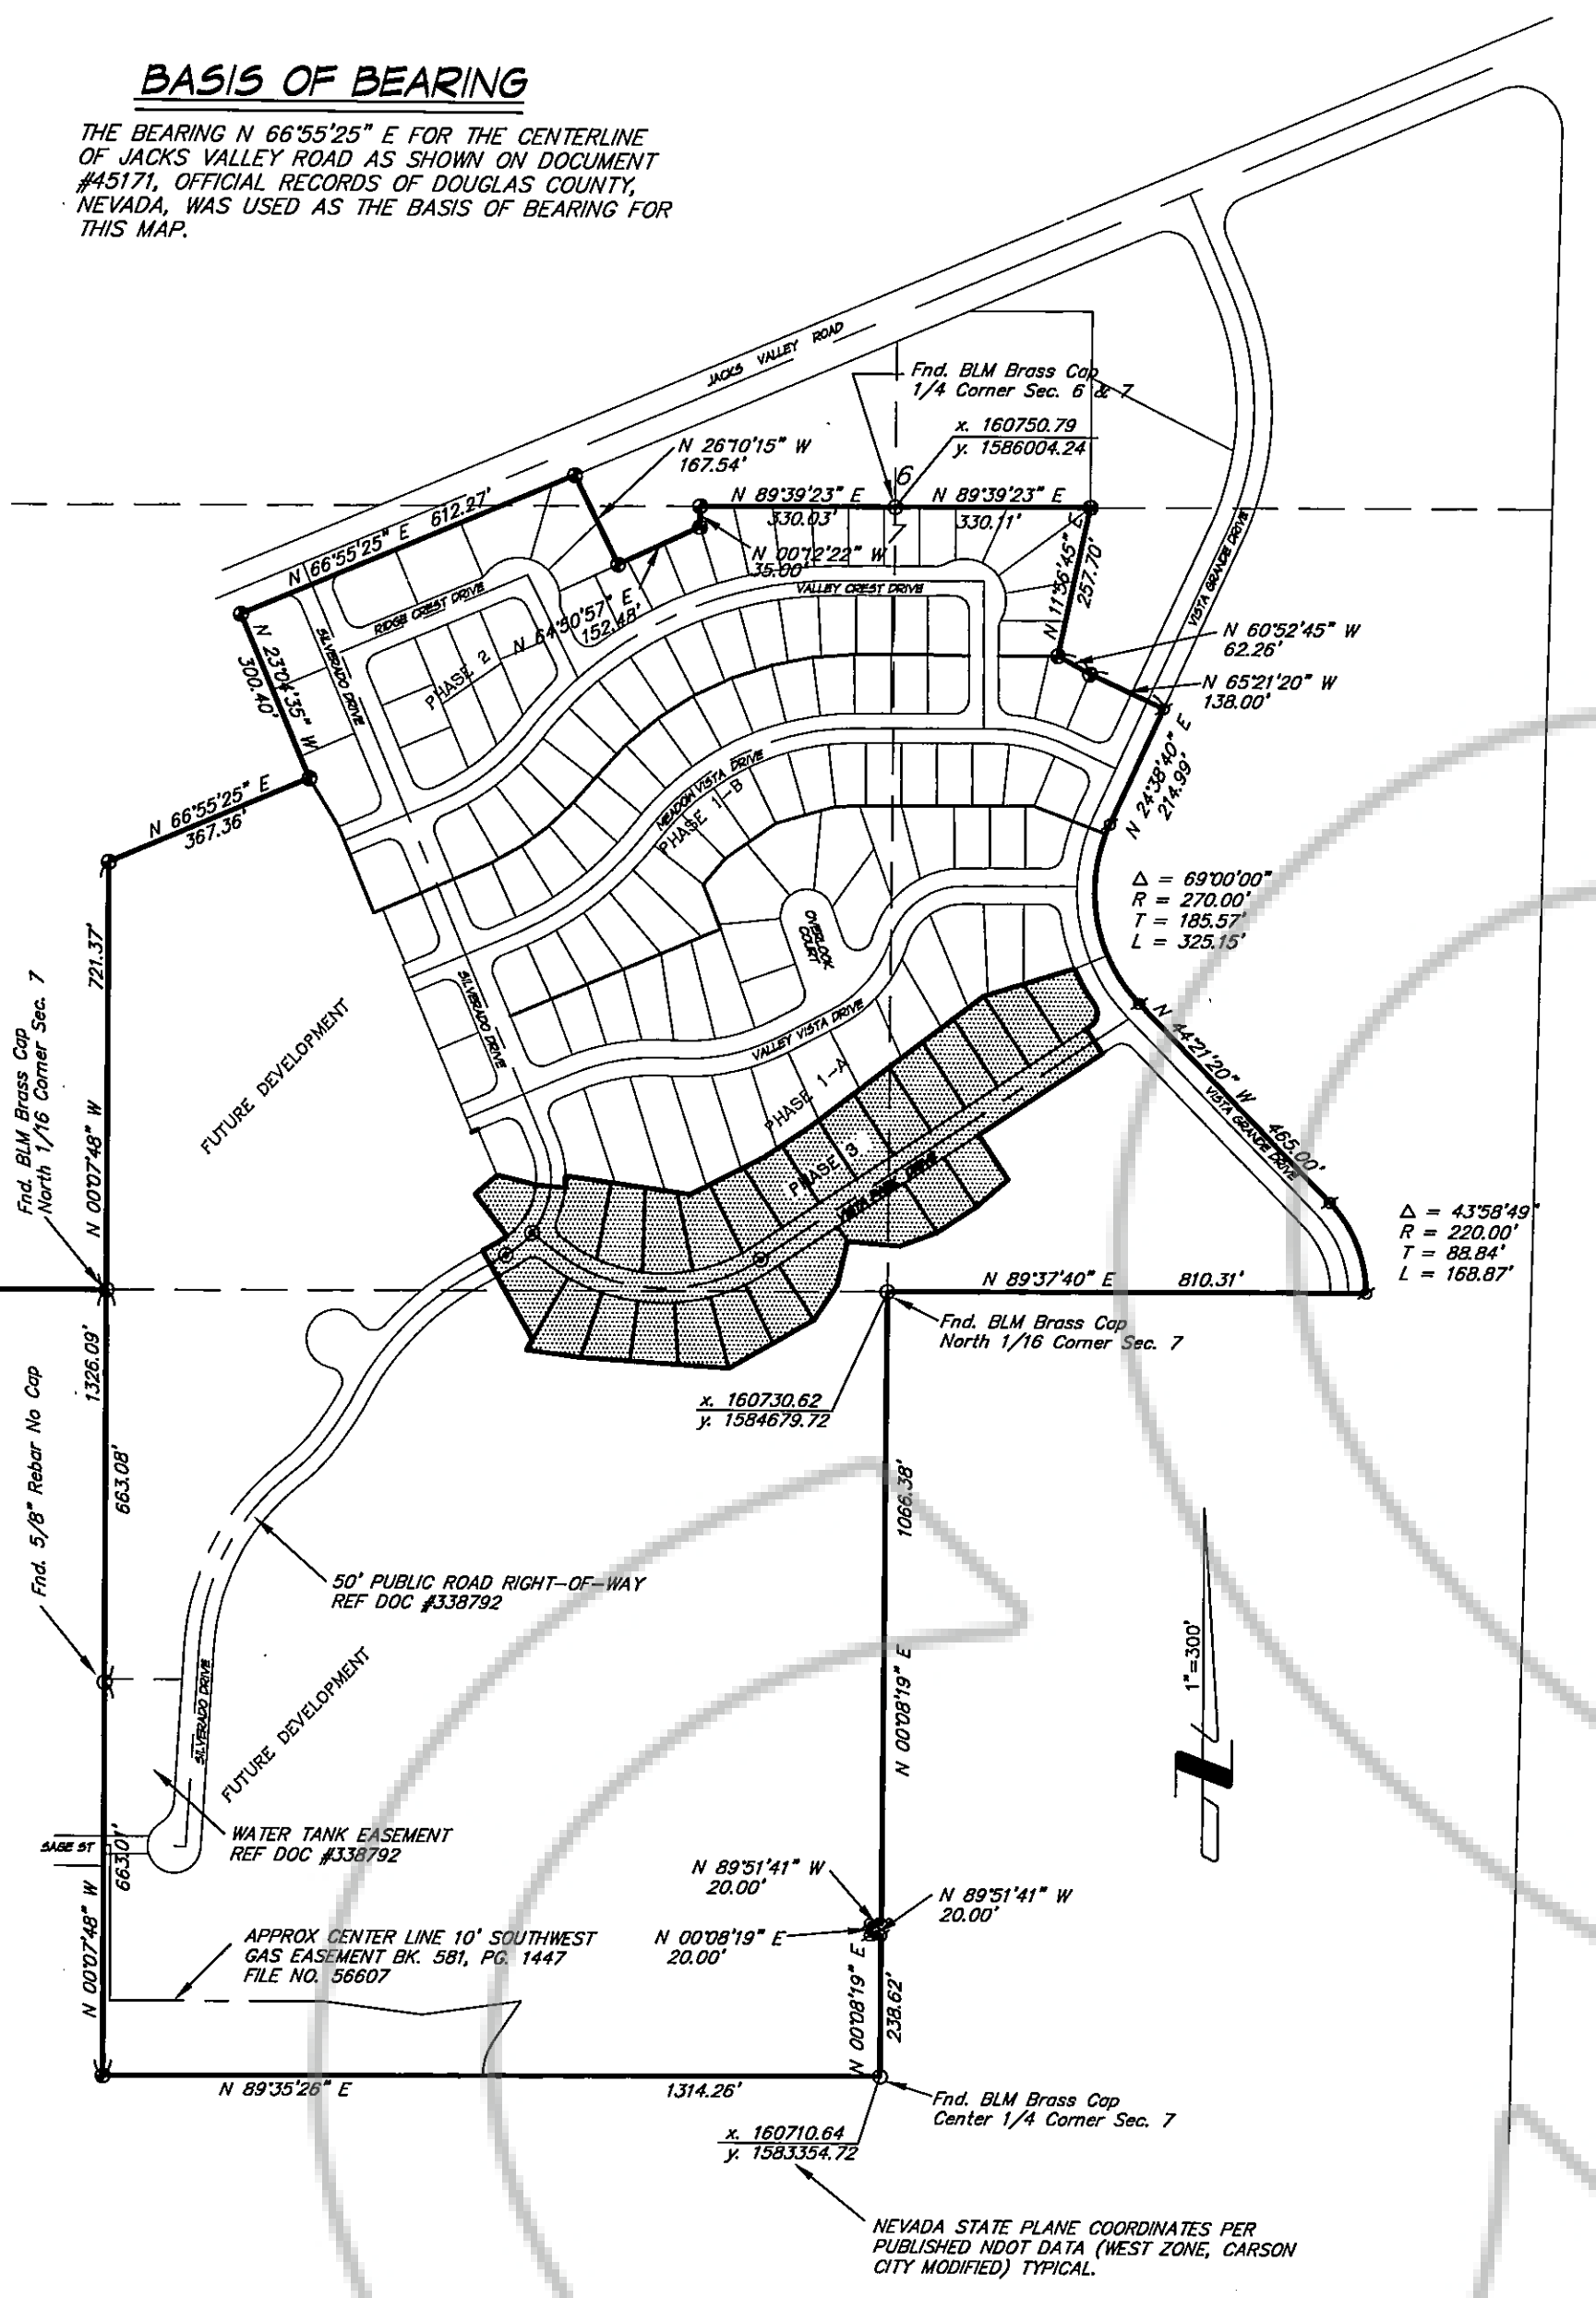 BASIS OF BEARING
THE BEARING N 66°55'25" E FOR THE CENTERLINE
OF JACKS VALLEY ROAD AS SHOWN ON DOCUMENT
#45171, OFFICIAL RECORDS OF DOUGLAS COUNTY,
NEVADA, WAS USED AS THE BASIS OF BEARING FOR
THIS MAP.
JACKS VALLEY ROAD
Fnd. BLM Brass Cap
1/4 Corner Sec. 6 & 7
x. 160750.79
y. 1586004.24
N 26°10'15" W
167.54'
6
7
N 89°39'23" E
330.03'
N 89°39'23" E
330.11'
N 66°55'25" E 612.27'
N 00°12'22" W
35.00'
N 11°56'45" E
257.70'
VISTA GRANDE DRIVE
RIDGE CREST DRIVE
VALLEY CREST DRIVE
N 64°50'57" E
152.48'
N 60°52'45" W
62.26'
N 65°21'20" W
138.00'
N 23°04'35" W
300.40'
SILVERADO DRIVE
PHASE 2
N 24°38'40" E
214.99'
N 66°55'25" E
367.36'
MEADOW VISTA DRIVE
PHASE 1-B
Δ = 69°00'00"
R = 270.00'
T = 185.57'
L = 325.15'
OVERLOOK
COURT
721.37'
N 00°07'48" W
Fnd. BLM Brass Cap
North 1/16 Corner Sec. 7
FUTURE DEVELOPMENT
SILVERADO DRIVE
VALLEY VISTA DRIVE
PHASE 1-A
N 44°21'20" W 465.00'
VISTA GRANDE DRIVE
PHASE 3
VISTA PARK DRIVE
Δ = 43°58'49"
R = 220.00'
T = 88.84'
L = 168.87'
N 89°37'40" E 810.31'
Fnd. BLM Brass Cap
North 1/16 Corner Sec. 7
x. 160730.62
y. 1584679.72
1326.09'
663.08'
Fnd. 5/8" Rebar No Cap
1066.38'
N 00°08'19" E
50' PUBLIC ROAD RIGHT-OF-WAY
REF DOC #338792
1"=300'
SILVERADO DRIVE
FUTURE DEVELOPMENT
WATER TANK EASEMENT
REF DOC #338792
SAGE ST
663.01'
N 00°07'48" W
N 89°51'41" W
20.00'
N 89°51'41" W
20.00'
N 00°08'19" E
20.00'
APPROX CENTER LINE 10' SOUTHWEST
GAS EASEMENT BK. 581, PG. 1447
FILE NO. 56607
N 00°08'19" E
238.62'
N 89°35'26" E 1314.26'
Fnd. BLM Brass Cap
Center 1/4 Corner Sec. 7
x. 160710.64
y. 1583354.72
NEVADA STATE PLANE COORDINATES PER
PUBLISHED NDOT DATA (WEST ZONE, CARSON
CITY MODIFIED) TYPICAL.